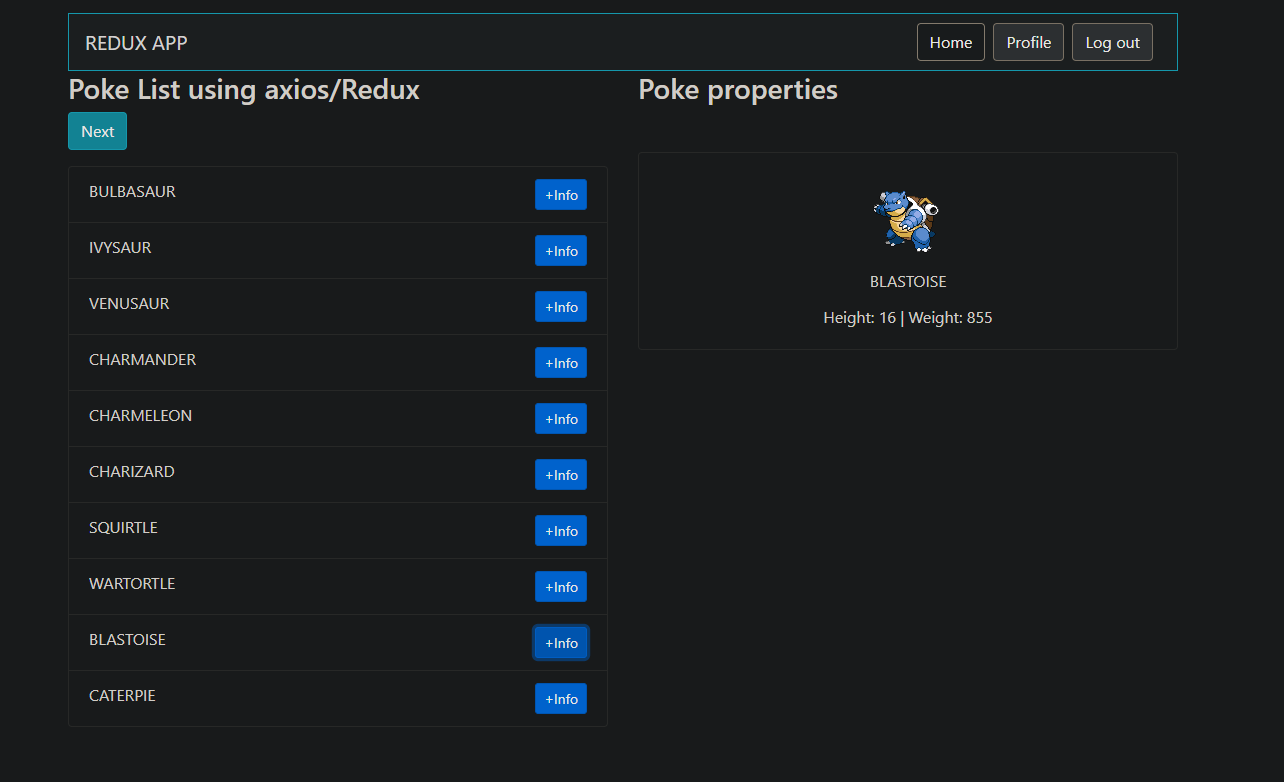 REDUX APP Home Profile Log out
Poke List using axios/Redux
Next
BULBASAUR +Info
IVYSAUR +Info
VENUSAUR +Info
CHARMANDER +Info
CHARMELEON +Info
CHARIZARD +Info
SQUIRTLE +Info
WARTORTLE +Info
BLASTOISE +Info
CATERPIE +Info
Poke properties
BLASTOISE
Height: 16 | Weight: 855